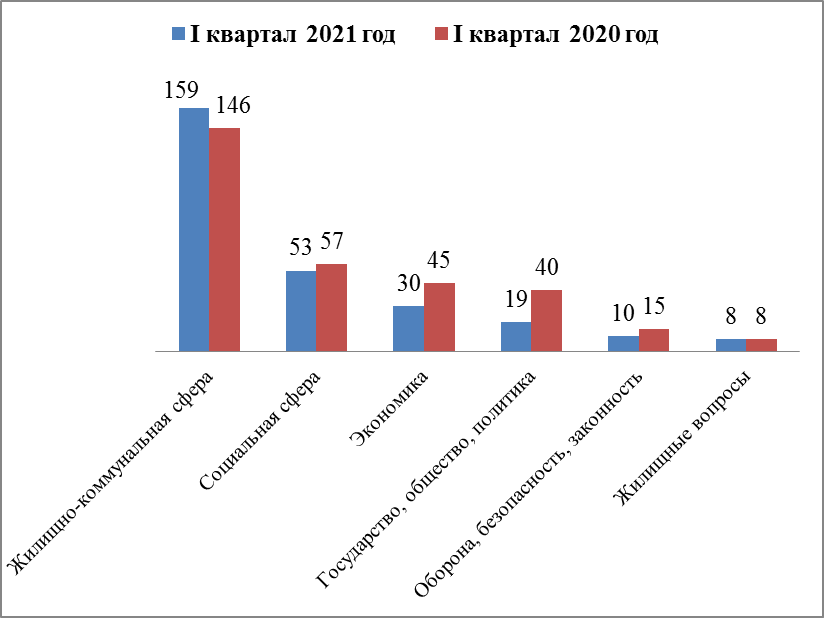 I квартал 2021 год I квартал 2020 год
159 146
53 57
30 45
19 40
10 15
8 8
Жилищно-коммунальная сфера
Социальная сфера
Экономика
Государство, общество, политика
Оборона, безопасность, законность
Жилищные вопросы